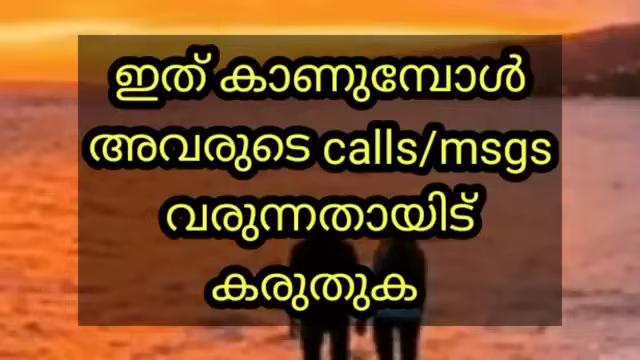 ഇത് കാണുമ്പോൾ
അവരുടെ calls/msgs
വരുന്നതായിട്
കരുതുക